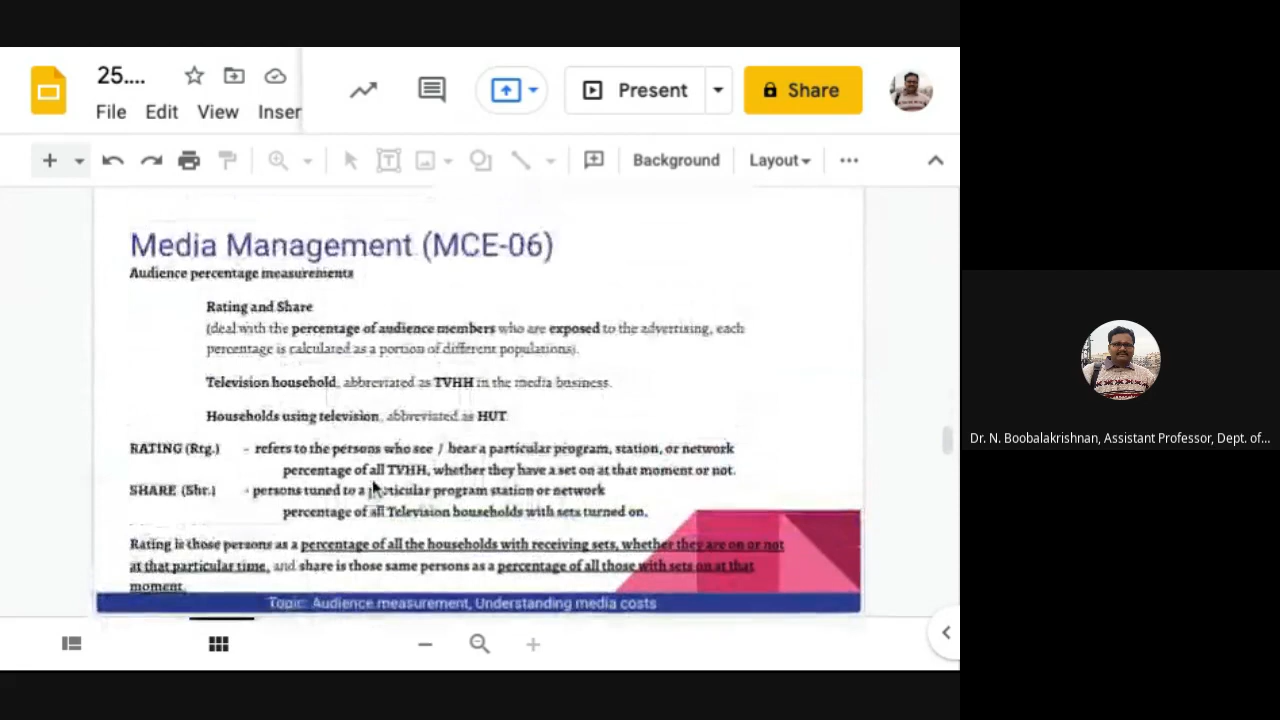 25....
File Edit View Inser
Present
Share
+
Background
Layout
Media Management (MCE-06)
Audience percentage measurements
Rating and Share
(deal with the percentage of audience members who are exposed to the advertising, each
percentage is calculated as a portion of different populations).
Television household, abbreviated as TVHH in the media business.
Households using television, abbreviated as HUT
RATING (Rtg.) - refers to the persons who see / hear a particular program, station, or network
percentage of all TVHH, whether they have a set on at that moment or not.
SHARE (Shr.) - persons tuned to a particular program station or network
percentage of all Television households with sets turned on.
Rating is those persons as a percentage of all the households with receiving sets, whether they are on or not
at that particular time, and share is those same persons as a percentage of all those with sets on at that
moment.
Topic: Audience measurement, Understanding media costs
Dr. N. Boobalakrishnan, Assistant Professor, Dept. of...